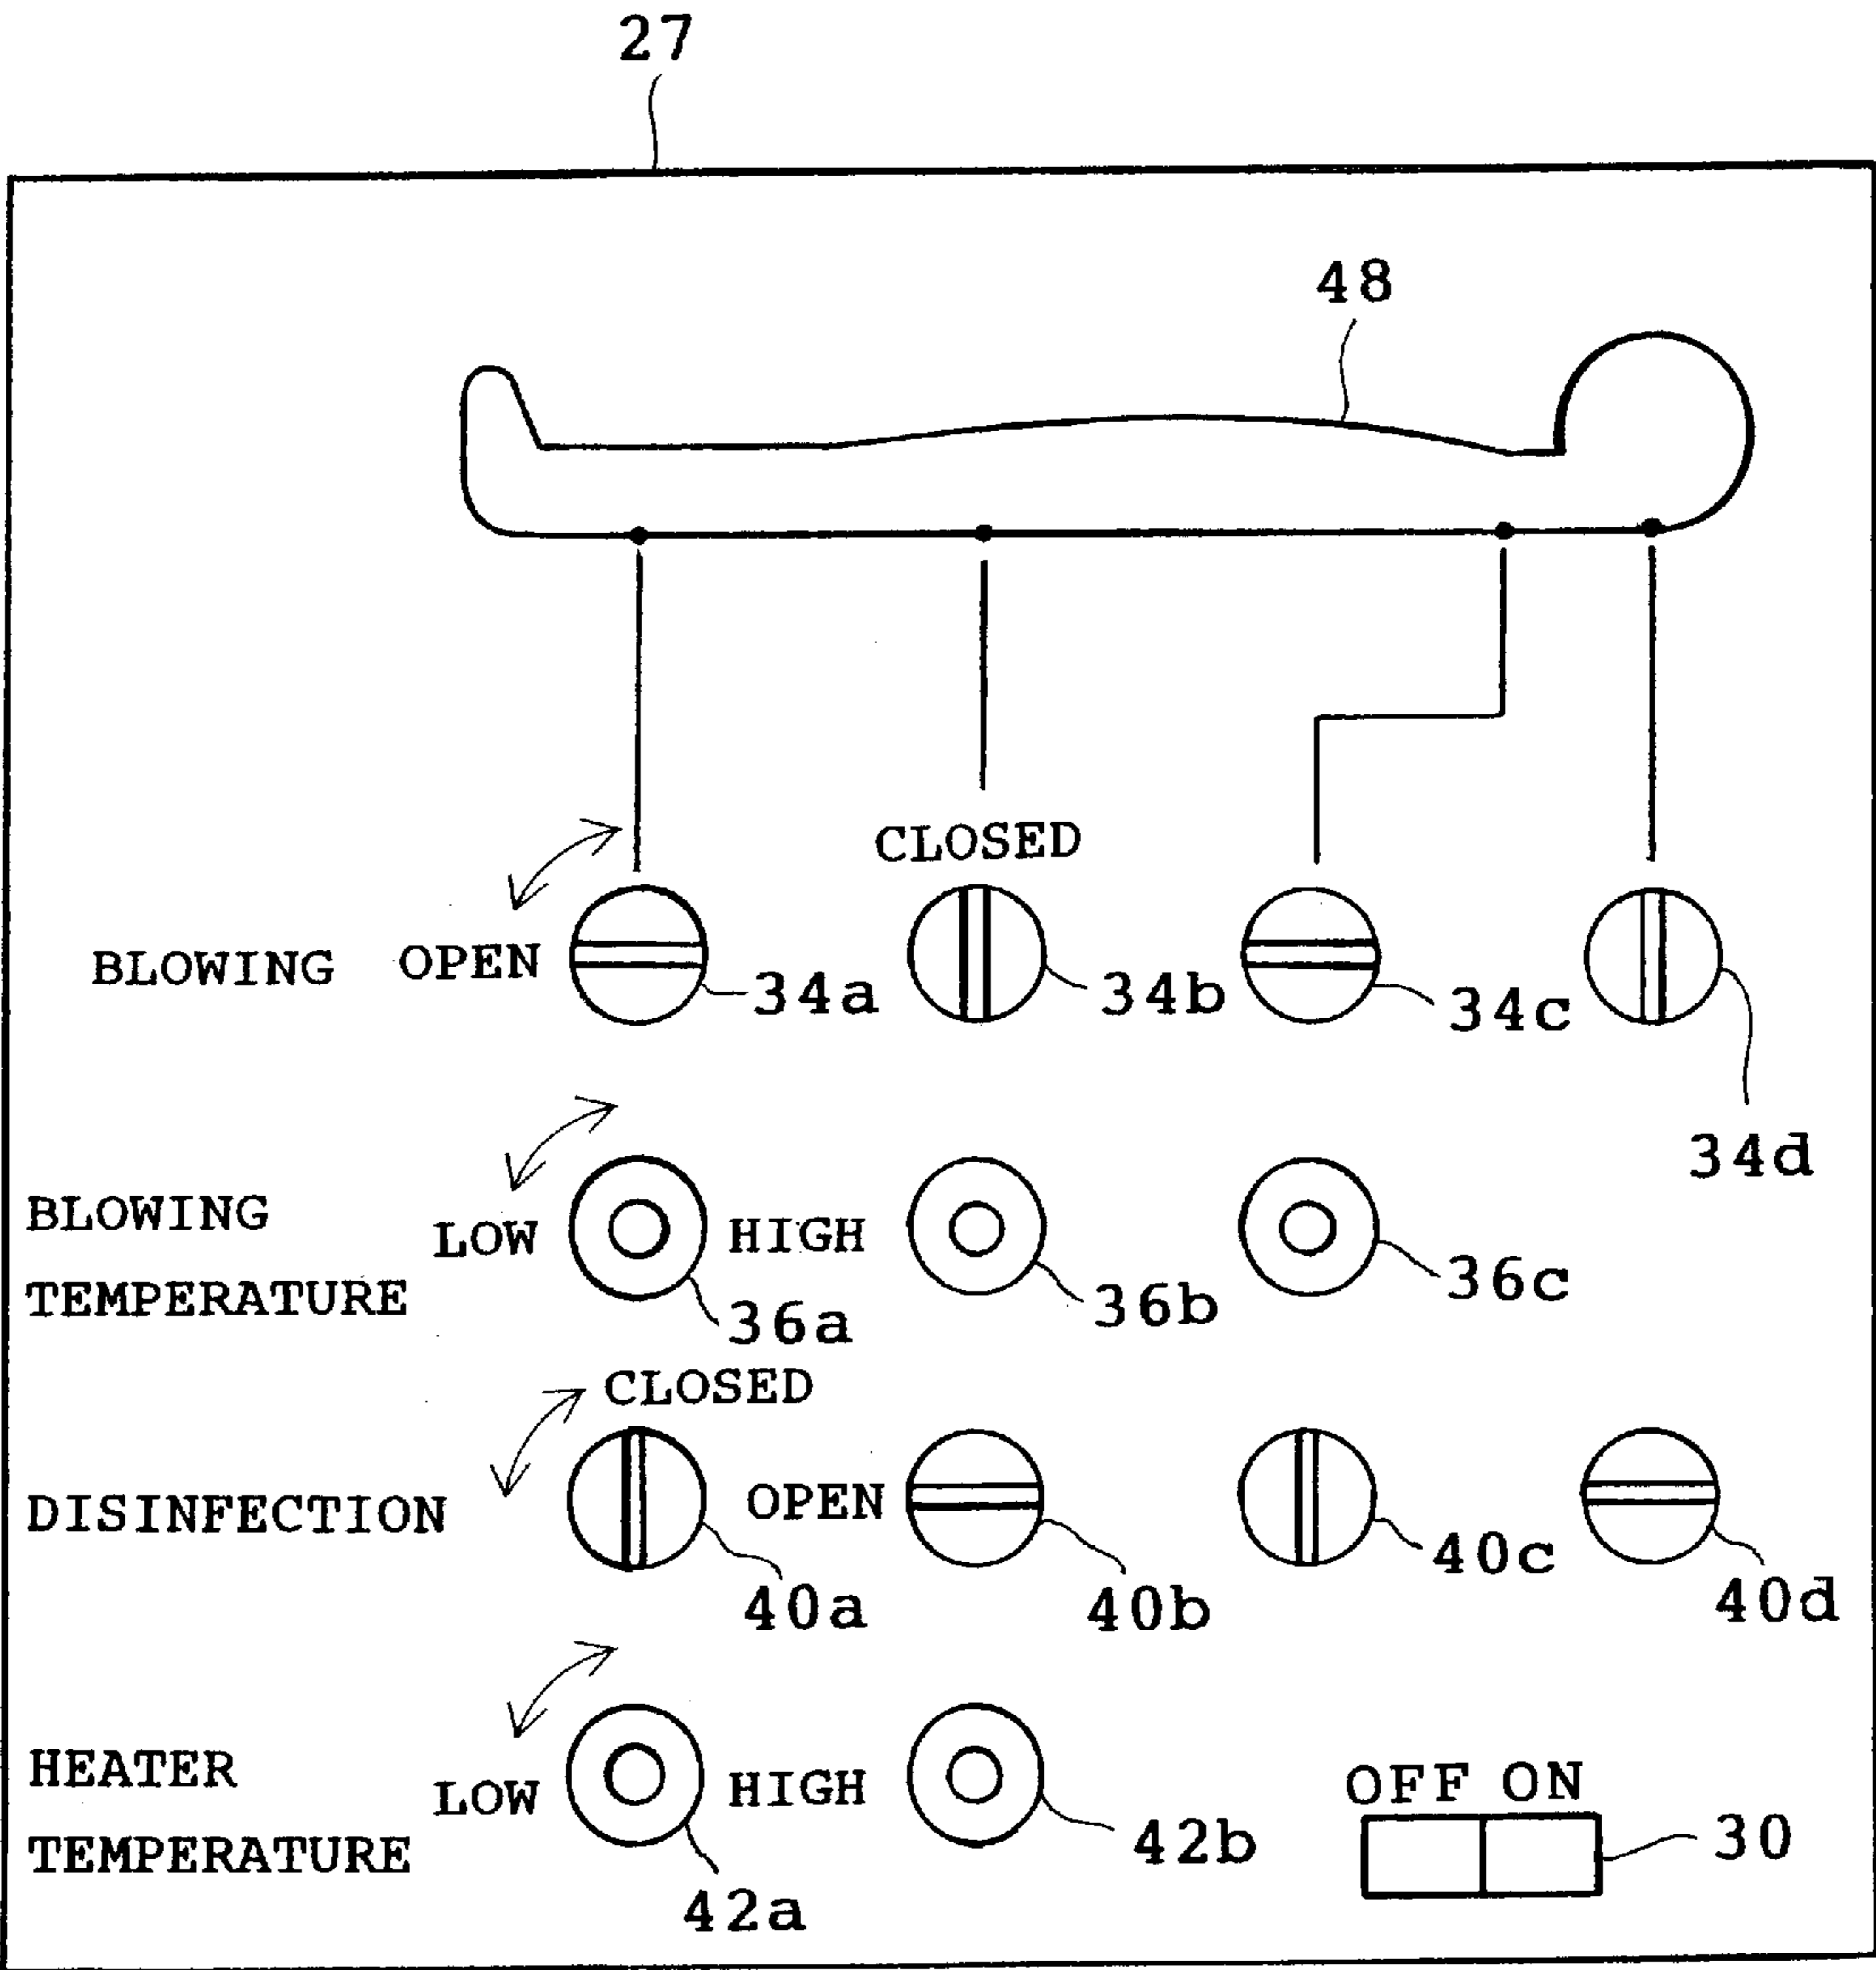 27
48
CLOSED
BLOWING OPEN 34a 34b 34c
34d
BLOWING
TEMPERATURE
LOW HIGH 36a 36b 36c
CLOSED
DISINFECTION OPEN
40a 40b 40c 40d
HEATER
TEMPERATURE
LOW HIGH
42a 42b
OFF ON
30